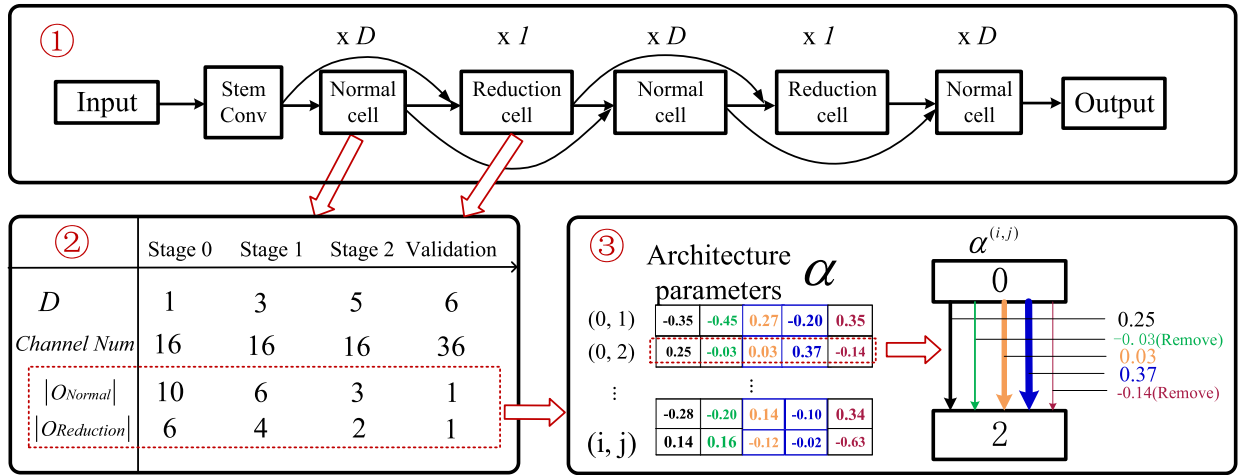 ①
x D
x 1
x D
x 1
x D
Input
Stem
Conv
Normal
cell
Reduction
cell
Normal
cell
Reduction
cell
Normal
cell
Output
②
Stage 0 Stage 1 Stage 2 Validation
D 1 3 5 6
Channel Num 16 16 16 36
|ONormal| 10 6 3 1
|OReduction| 6 4 2 1
③
Architecture
parameters α
(0, 1) -0.35 -0.45 0.27 -0.20 0.35
(0, 2) 0.25 -0.03 0.03 0.37 -0.14
⋮ ⋮
-0.28 -0.20 0.14 -0.10 0.34
(i, j) 0.14 0.16 -0.12 -0.02 -0.63
α(i,j)
0
0.25
-0.03(Remove)
0.03
0.37
-0.14(Remove)
2